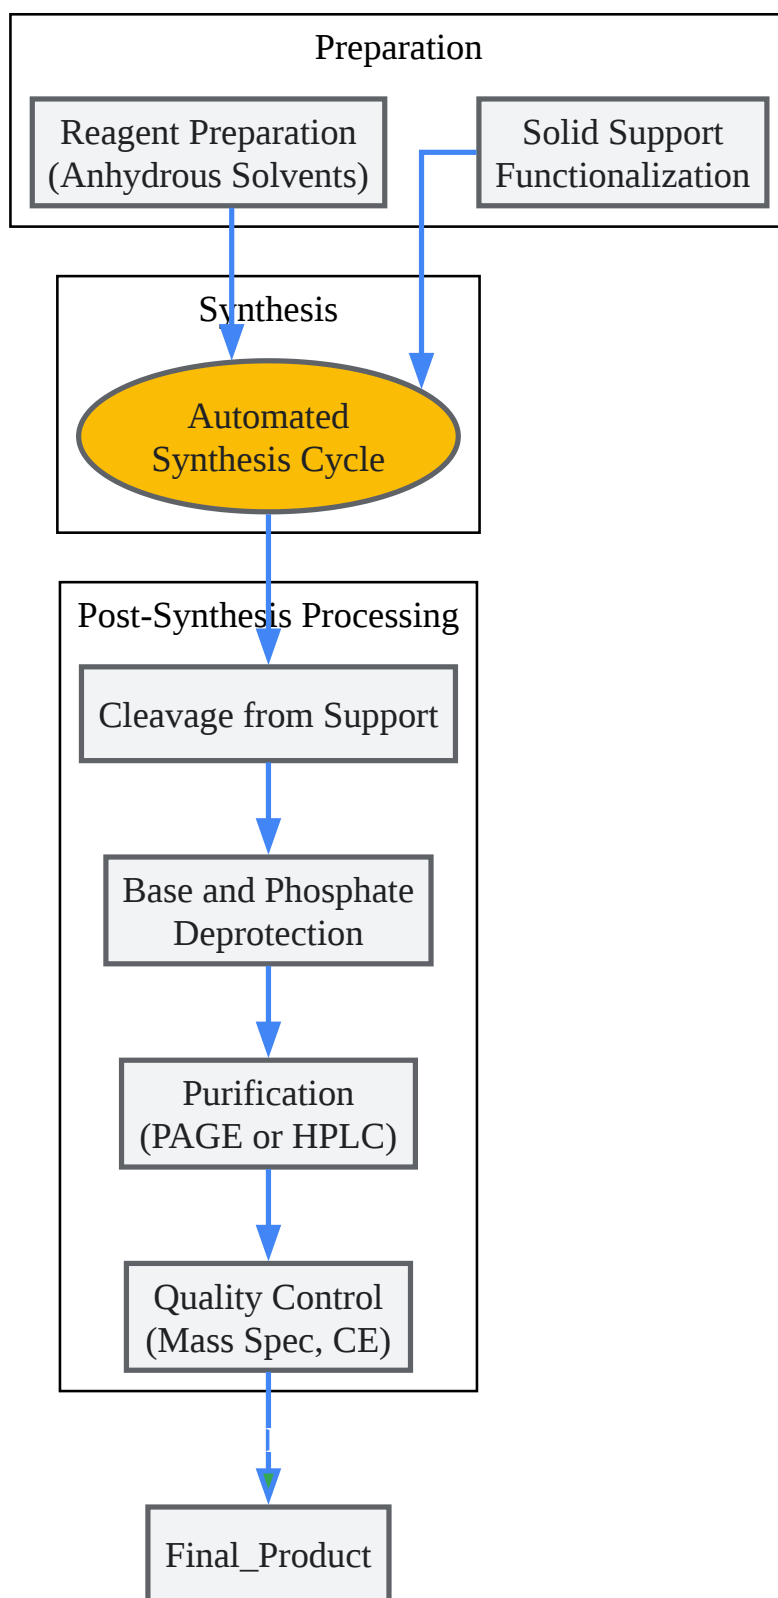 Preparation
Reagent Preparation
(Anhydrous Solvents)
Solid Support
Functionalization
Synthesis
Automated
Synthesis Cycle
Post-Synthesis Processing
Cleavage from Support
Base and Phosphate
Deprotection
Purification
(PAGE or HPLC)
Quality Control
(Mass Spec, CE)
Final_Product